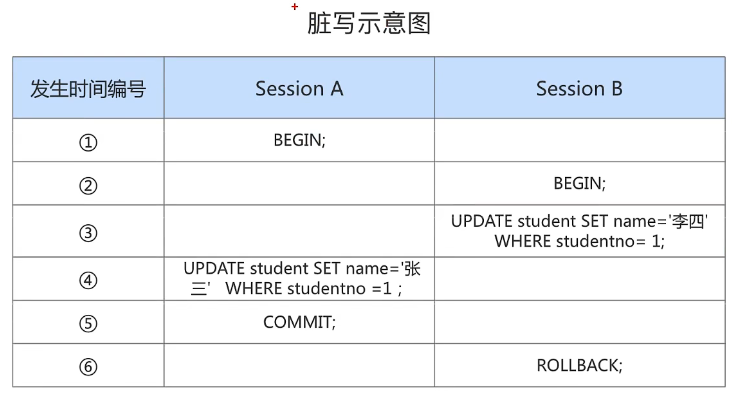 脏写示意图
发生时间编号 Session A Session B
① BEGIN;
② BEGIN;
③ UPDATE student SET name='李四'
WHERE studentno= 1;
④ UPDATE student SET name='张
三' WHERE studentno =1 ;
⑤ COMMIT;
⑥ ROLLBACK;